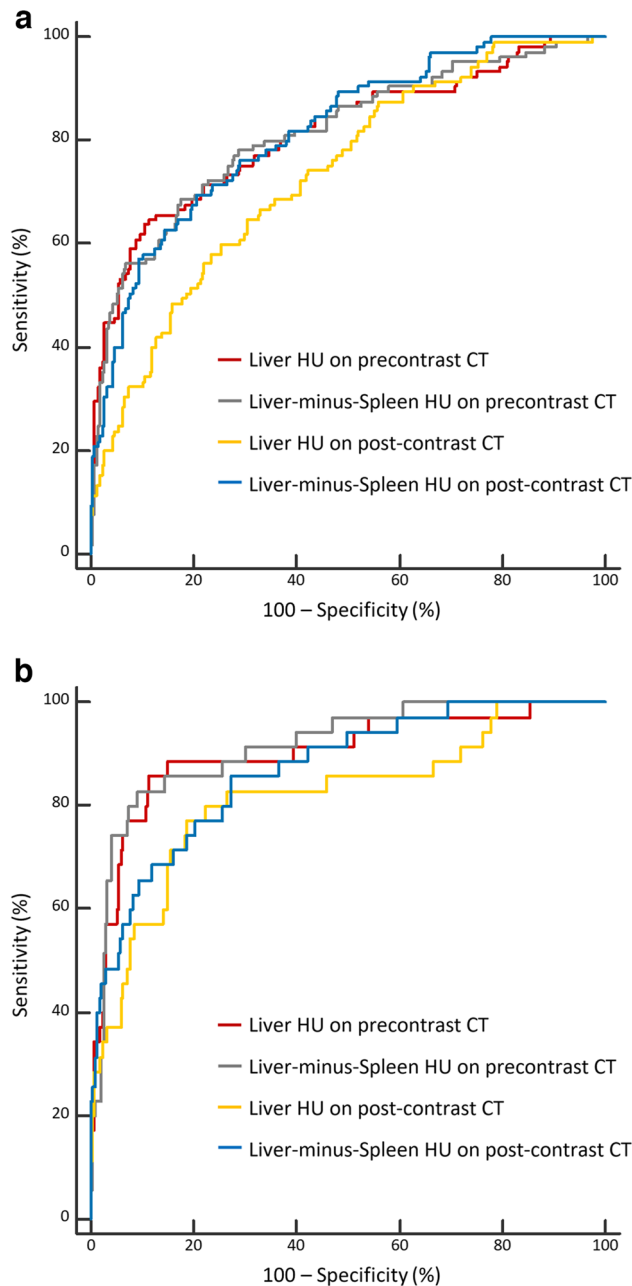 a
100
80
60
40
20
0
Sensitivity (%)
Liver HU on precontrast CT
Liver-minus-Spleen HU on precontrast CT
Liver HU on post-contrast CT
Liver-minus-Spleen HU on post-contrast CT
0 20 40 60 80 100
100 – Specificity (%)
b
100
80
60
40
20
0
Sensitivity (%)
Liver HU on precontrast CT
Liver-minus-Spleen HU on precontrast CT
Liver HU on post-contrast CT
Liver-minus-Spleen HU on post-contrast CT
0 20 40 60 80 100
100 – Specificity (%)